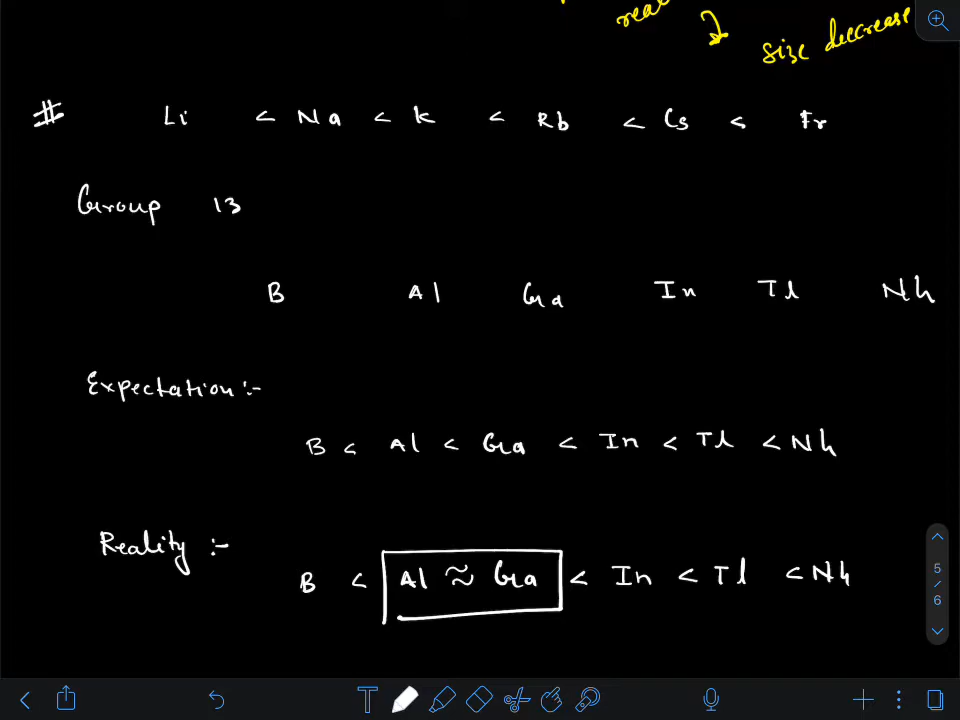 size decrease
# Li < Na < K < Rb < Cs < Fr
Group 13
B Al Ga In Tl Nh
Expectation :-
B < Al < Ga < In < Tl < Nh
Reality :-
B < Al ≈ Ga < In < Tl < Nh
5
/
6
T